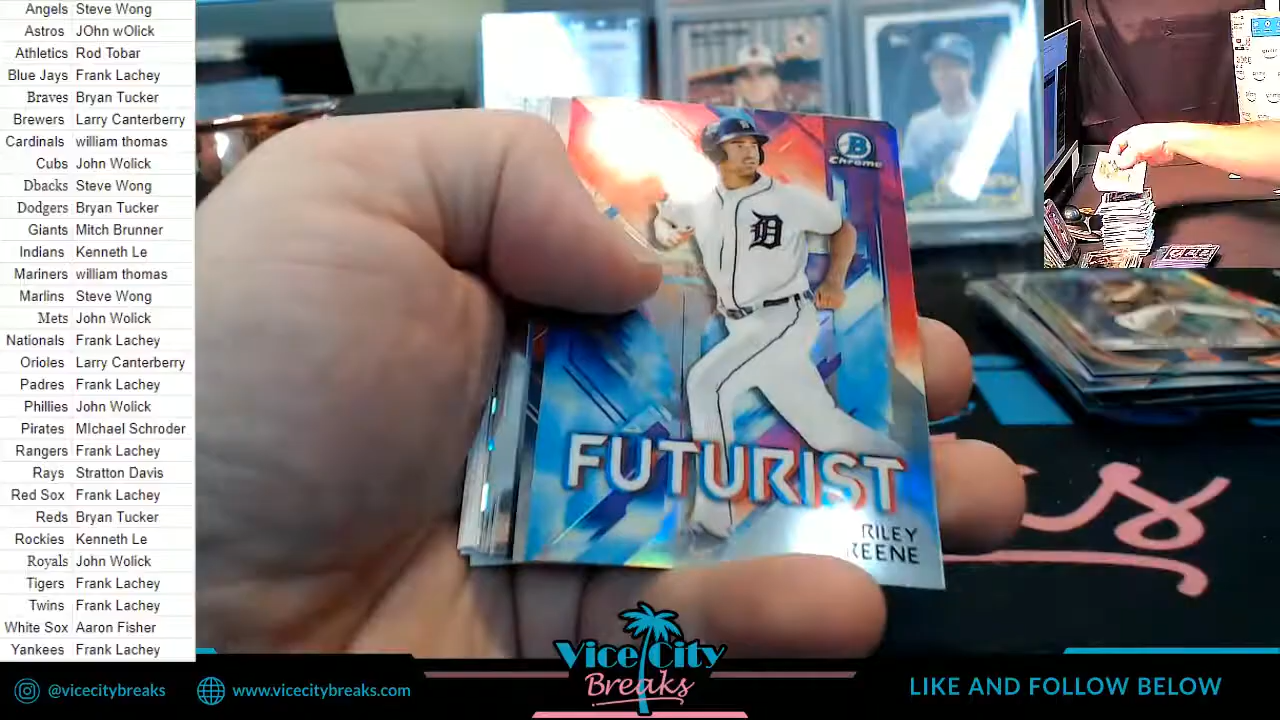 Angels Steve Wong
Astros JOhn wOlick
Athletics Rod Tobar
Blue Jays Frank Lachey
Braves Bryan Tucker
Brewers Larry Canterberry
Cardinals william thomas
Cubs John Wolick
Dbacks Steve Wong
Dodgers Bryan Tucker
Giants Mitch Brunner
Indians Kenneth Le
Mariners william thomas
Marlins Steve Wong
Mets John Wolick
Nationals Frank Lachey
Orioles Larry Canterberry
Padres Frank Lachey
Phillies John Wolick
Pirates MIchael Schroder
Rangers Frank Lachey
Rays Stratton Davis
Red Sox Frank Lachey
Reds Bryan Tucker
Rockies Kenneth Le
Royals John Wolick
Tigers Frank Lachey
Twins Frank Lachey
White Sox Aaron Fisher
Yankees Frank Lachey
B
Chrome
D
FUTURIST
RILEY
REENE
Vice City
Breaks
@vicecitybreaks
www.vicecitybreaks.com
LIKE AND FOLLOW BELOW